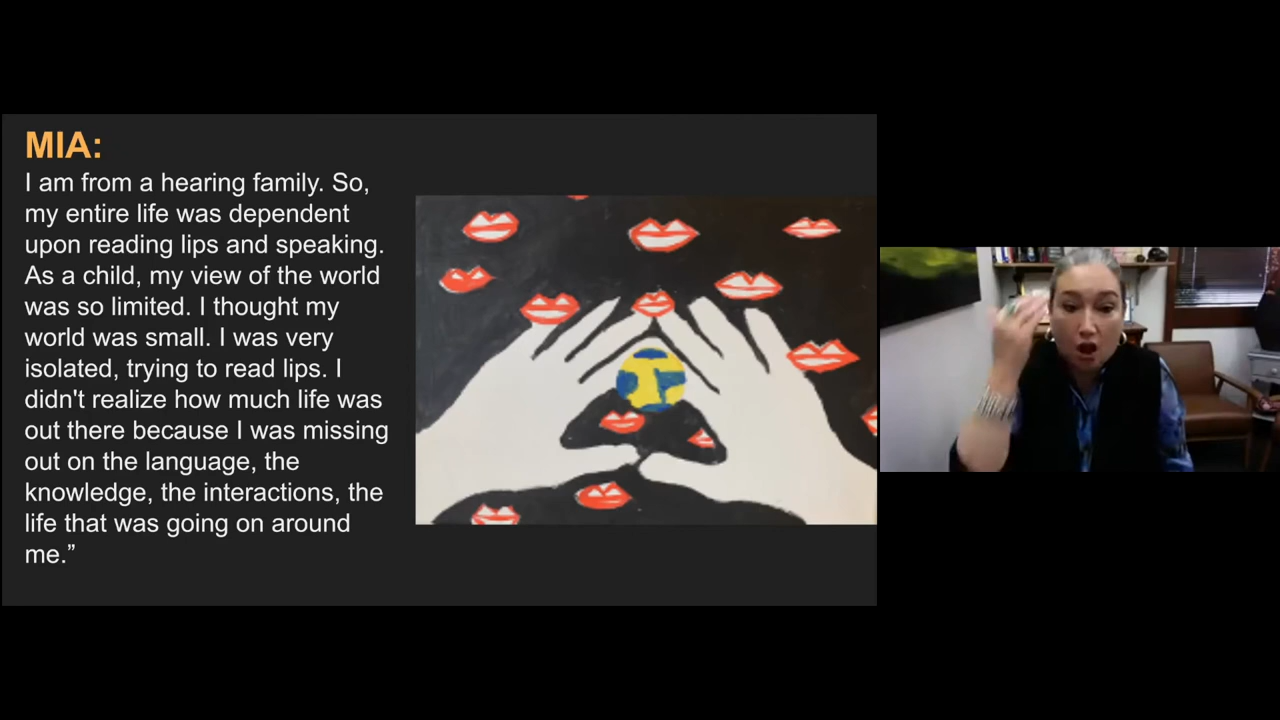 MIA:
I am from a hearing family. So,
my entire life was dependent
upon reading lips and speaking.
As a child, my view of the world
was so limited. I thought my
world was small. I was very
isolated, trying to read lips. I
didn't realize how much life was
out there because I was missing
out on the language, the
knowledge, the interactions, the
life that was going on around
me.”